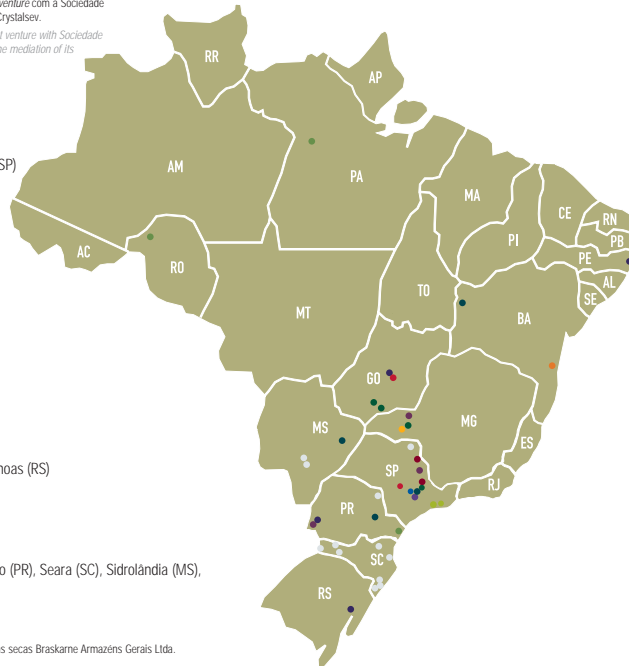 venture com a Sociedade
Crystalsev.
t venture with Sociedade
he mediation of its
SP)
noas (RS)
o (PR), Seara (SC), Sidrolândia (MS),
as secas Braskarne Armazéns Gerais Ltda.
RR
AP
AM
PA
MA
CE
RN
PB
PI
PE
AC
RO
AL
TO
SE
MT
BA
GO
MS
MG
ES
SP
RJ
PR
SC
RS